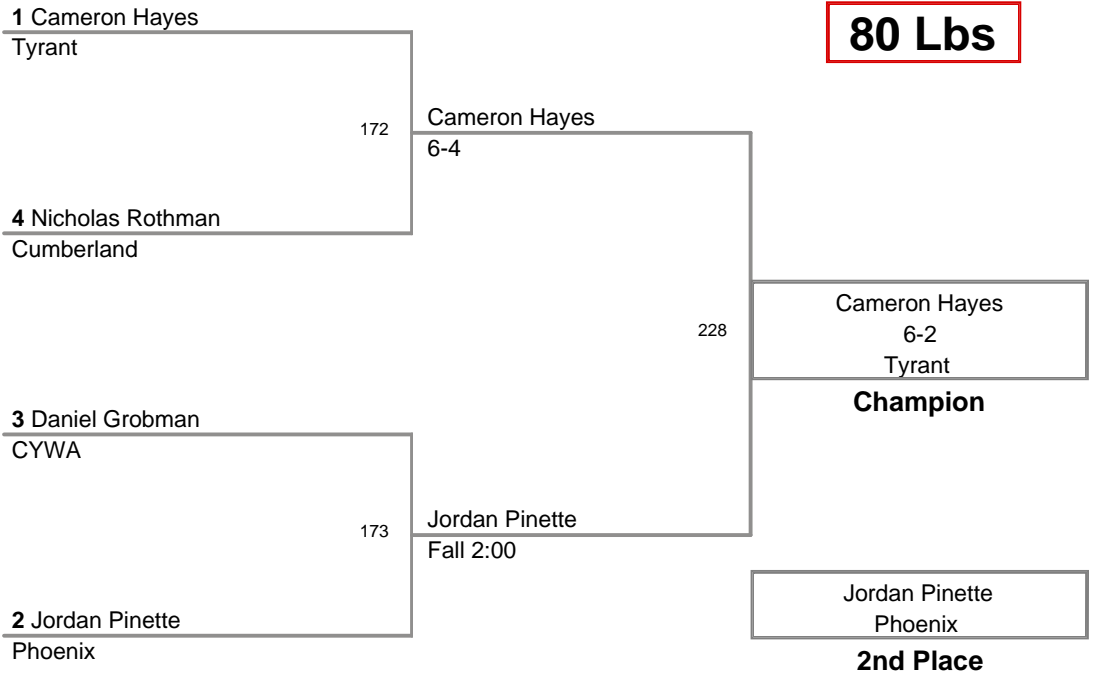 1 Cameron Hayes
Tyrant
80 Lbs
172
Cameron Hayes
6-4
4 Nicholas Rothman
Cumberland
228
Cameron Hayes
6-2
Tyrant
Champion
3 Daniel Grobman
CYWA
173
Jordan Pinette
Fall 2:00
2 Jordan Pinette
Phoenix
Jordan Pinette
Phoenix
2nd Place